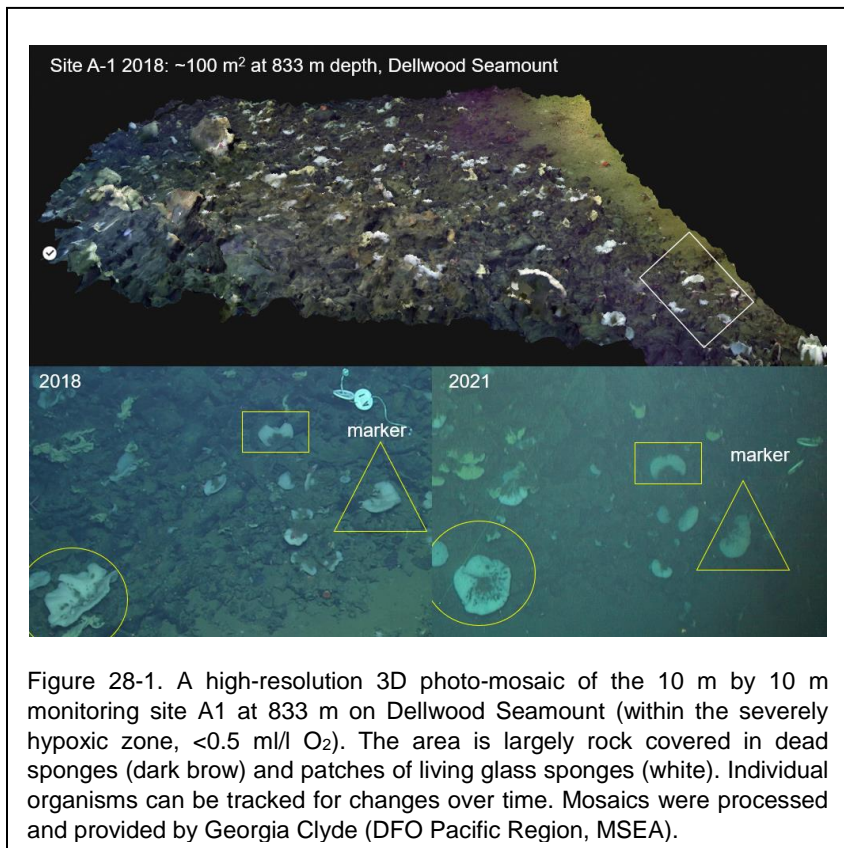 Site A-1 2018: ~100 m² at 833 m depth, Dellwood Seamount
2018
2021
marker
marker
Figure 28-1. A high-resolution 3D photo-mosaic of the 10 m by 10 m
monitoring site A1 at 833 m on Dellwood Seamount (within the severely
hypoxic zone, <0.5 ml/l O₂). The area is largely rock covered in dead
sponges (dark brow) and patches of living glass sponges (white). Individual
organisms can be tracked for changes over time. Mosaics were processed
and provided by Georgia Clyde (DFO Pacific Region, MSEA).